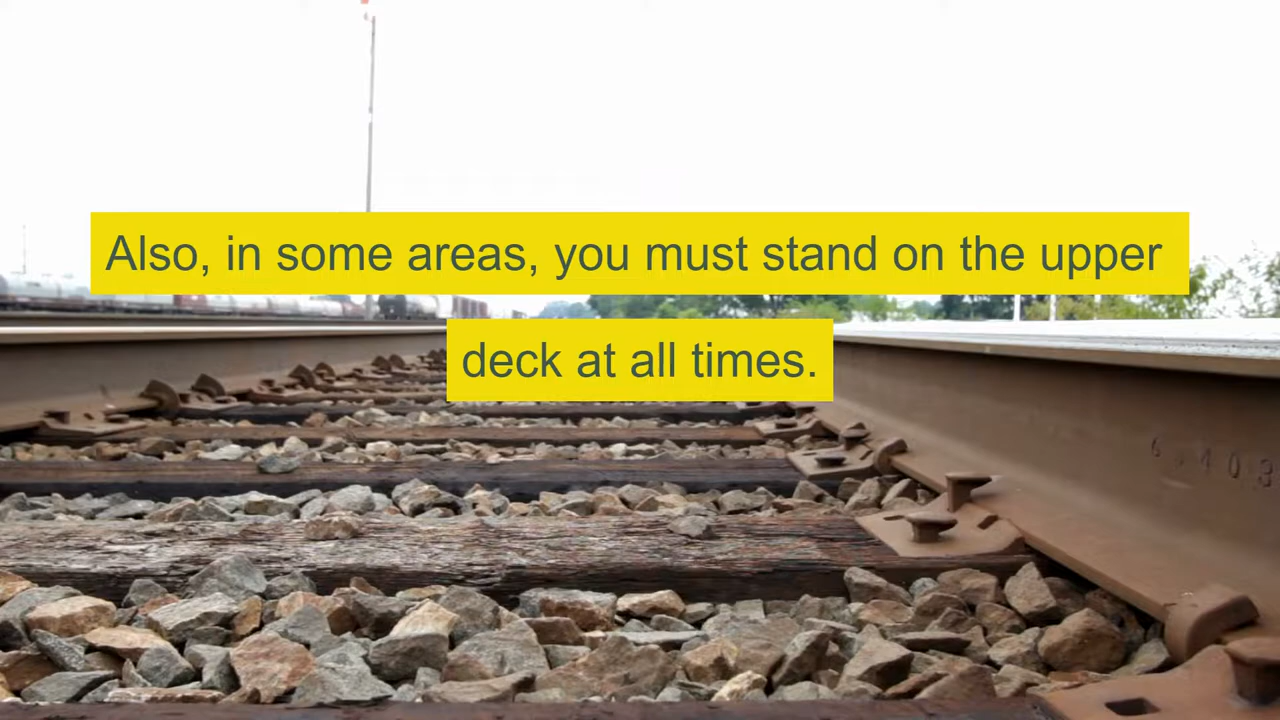 Also, in some areas, you must stand on the upper
deck at all times.